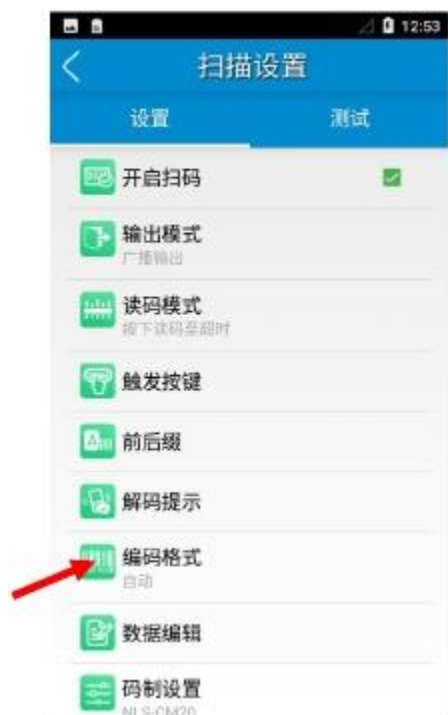 12:53
扫描设置
设置 测试
开启扫码
输出模式
广播输出
读码模式
按下读码至超时
触发按键
前后缀
解码提示
编码格式
自动
数据编辑
码制设置
NLS-CM20